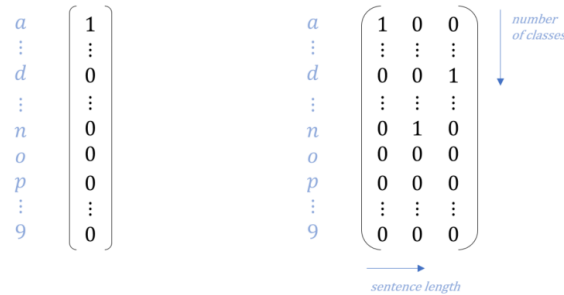 a 1 a 1 0 0 number
⋮ ⋮ ⋮ ⋮ ⋮ ⋮ of classes
d 0 d 0 0 1
⋮ ⋮ ⋮ ⋮ ⋮ ⋮
n 0 n 0 1 0
o 0 o 0 0 0
p 0 p 0 0 0
⋮ ⋮ ⋮ ⋮ ⋮ ⋮
9 0 9 0 0 0
sentence length